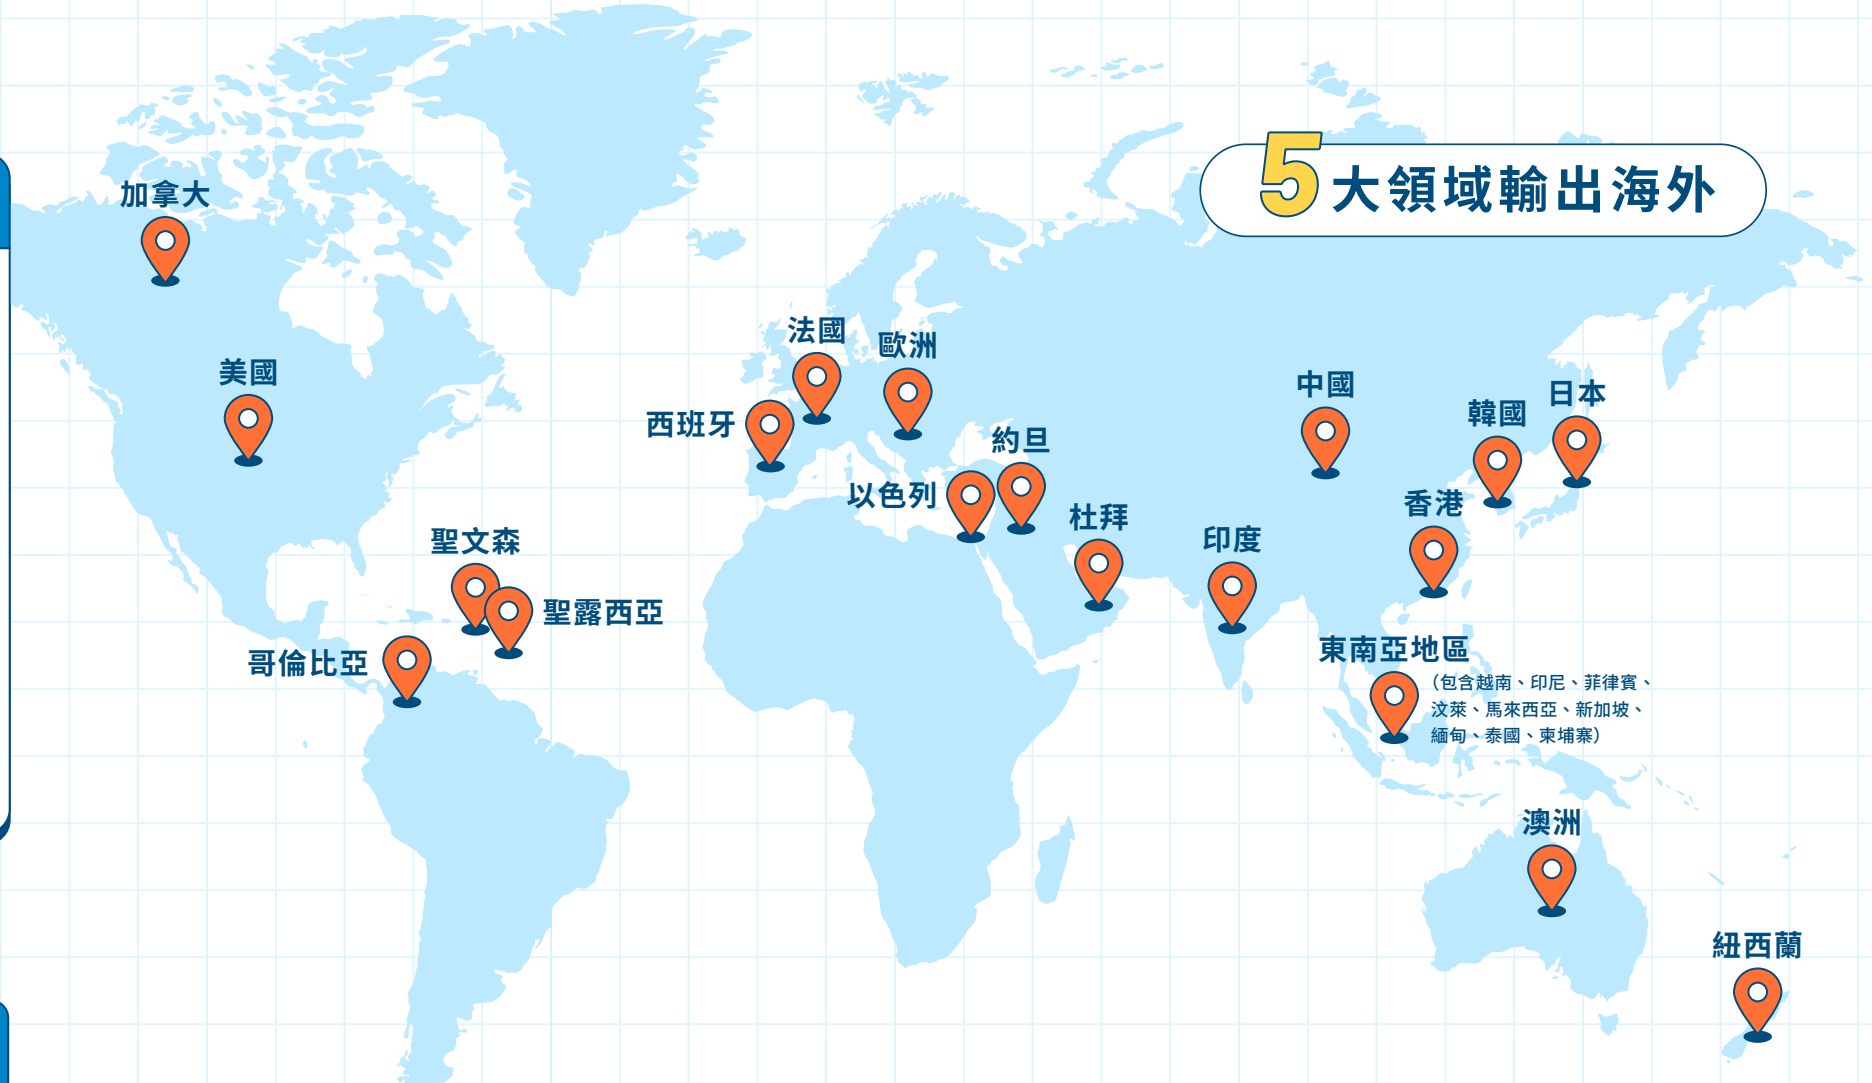 5大領域輸出海外
加拿大
美國
法國
歐洲
西班牙
約旦
以色列
杜拜
中國
韓國
日本
香港
印度
聖文森
聖露西亞
哥倫比亞
東南亞地區
（包含越南、印尼、菲律賓、
汶萊、馬來西亞、新加坡、
緬甸、泰國、柬埔寨）
澳洲
紐西蘭